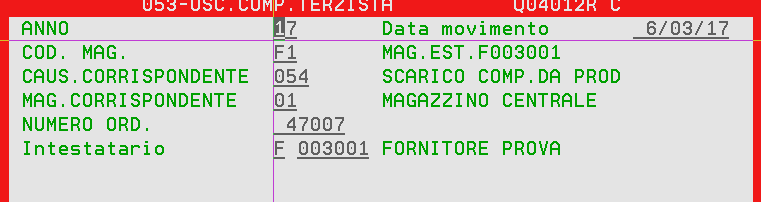 053-USC.COMP.TERZISTA Q04012R C
ANNO 17 Data movimento 6/03/17
COD. MAG. F1 MAG.EST.F003001
CAUS.CORRISPONDENTE 054 SCARICO COMP.DA PROD
MAG.CORRISPONDENTE 01 MAGAZZINO CENTRALE
NUMERO ORD. 47007
Intestatario F 003001 FORNITORE PROVA